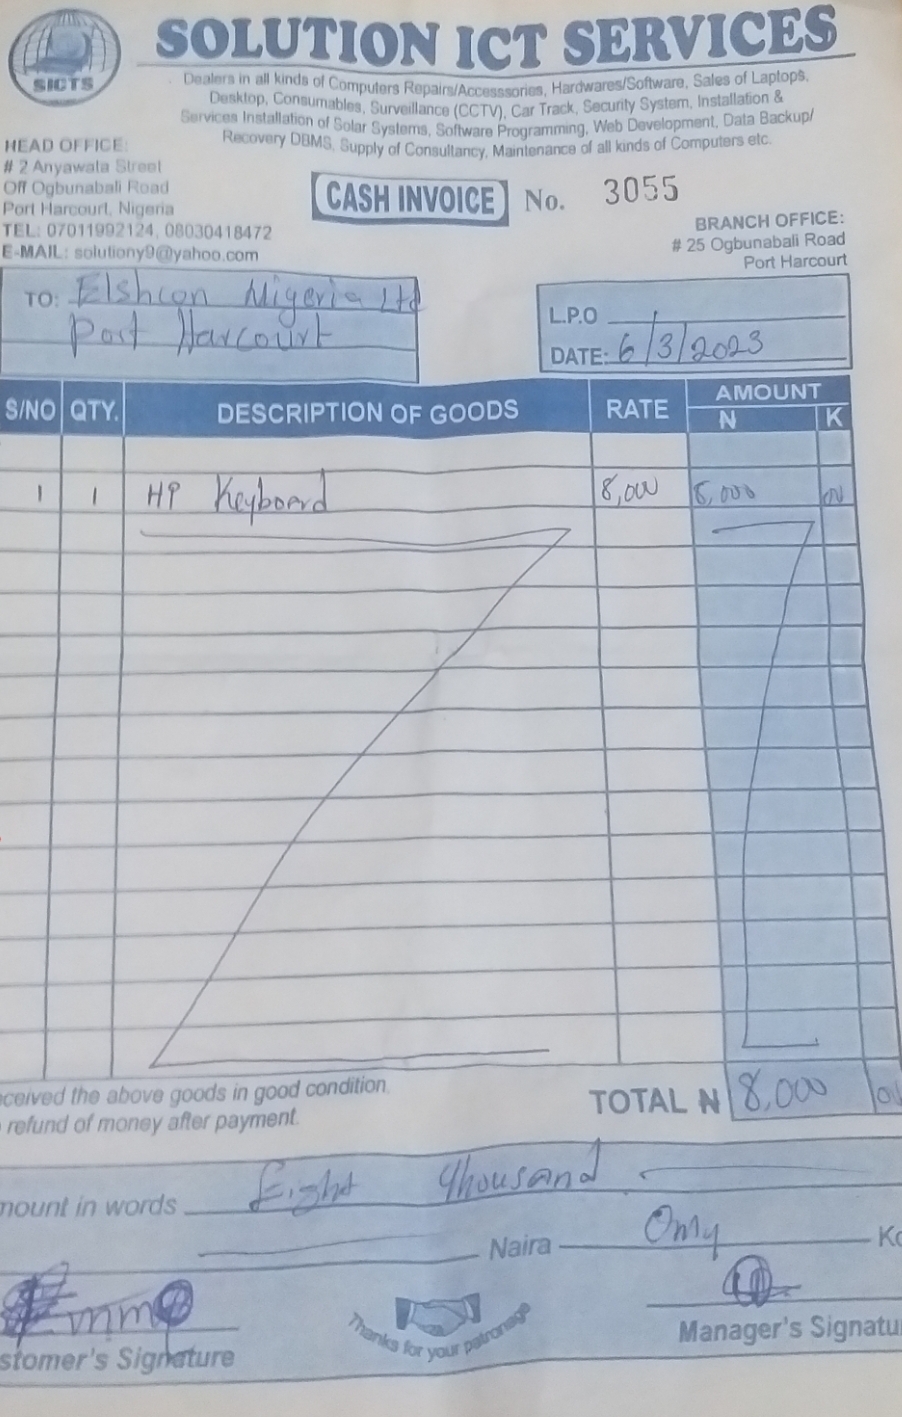 SICTS
SOLUTION ICT SERVICES
Dealers in all kinds of Computers Repairs/Accesssories, Hardwares/Software, Sales of Laptops,
Desktop, Consumables, Surveillance (CCTV), Car Track, Security System, Installation &
Services Installation of Solar Systems, Software Programming, Web Development, Data Backup/
Recovery DBMS, Supply of Consultancy, Maintenance of all kinds of Computers etc.
HEAD OFFICE:
# 2 Anyawala Street
Off Ogbunabali Road
Port Harcourt, Nigeria
TEL: 07011992124, 08030418472
E-MAIL: solutiony9@yahoo.com
CASH INVOICE No. 3055
BRANCH OFFICE:
# 25 Ogbunabali Road
Port Harcourt
TO: Elshcon Nigeria Ltd
Port Harcourt
L.P.O
DATE: 6/3/2023
S/NO QTY. DESCRIPTION OF GOODS RATE AMOUNT
N K
1 1 HP Keyboard 8,000 8,000 00
ceived the above goods in good condition.
refund of money after payment.
TOTAL N 8,000 00
mount in words Eight thousand
Naira Only Ko
stomer's Signature
Thanks for your patronage
Manager's Signatu